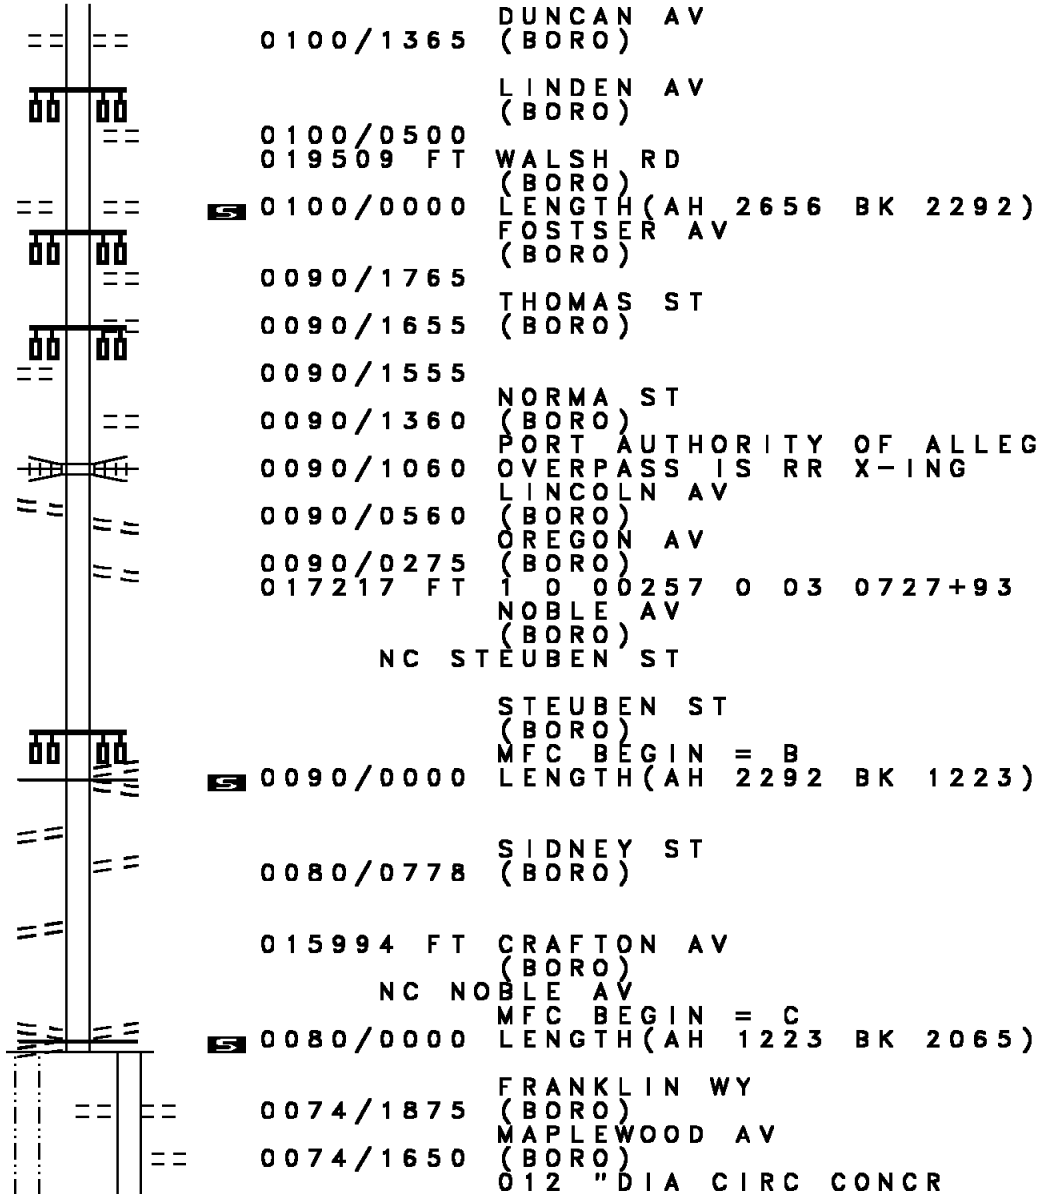 DUNCAN AV
0100/1365 (BORO)
LINDEN AV
(BORO)
0100/0500
019509 FT WALSH RD
(BORO)
S 0100/0000 LENGTH(AH 2656 BK 2292)
FOSTSER AV
(BORO)
0090/1765
THOMAS ST
0090/1655 (BORO)
0090/1555
NORMA ST
0090/1360 (BORO)
PORT AUTHORITY OF ALLEG
0090/1060 OVERPASS IS RR X-ING
LINCOLN AV
0090/0560 (BORO)
OREGON AV
0090/0275 (BORO)
017217 FT 1 0 00257 0 03 0727+93
NOBLE AV
(BORO)
NC STEUBEN ST
STEUBEN ST
(BORO)
MFC BEGIN = B
S 0090/0000 LENGTH(AH 2292 BK 1223)
SIDNEY ST
0080/0778 (BORO)
015994 FT CRAFTON AV
(BORO)
NC NOBLE AV
MFC BEGIN = C
S 0080/0000 LENGTH(AH 1223 BK 2065)
FRANKLIN WY
0074/1875 (BORO)
MAPLEWOOD AV
0074/1650 (BORO)
012 "DIA CIRC CONCR